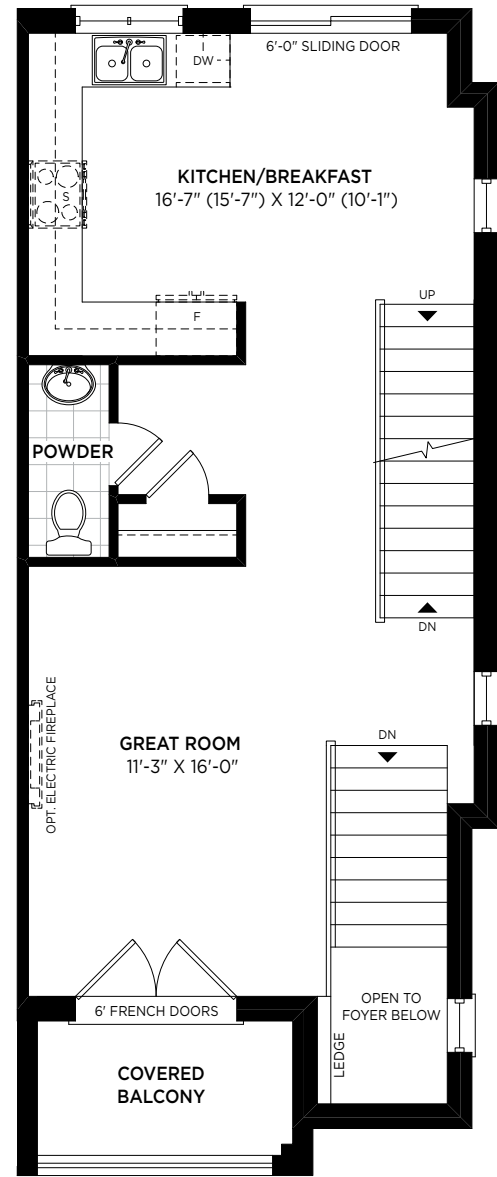 6'-0" SLIDING DOOR
DW
KITCHEN/BREAKFAST
16'-7" (15'-7") X 12'-0" (10'-1")
S
UP
F
POWDER
DN
OPT. ELECTRIC FIREPLACE
GREAT ROOM
11'-3" X 16'-0"
DN
6' FRENCH DOORS
OPEN TO
FOYER BELOW
LEDGE
COVERED
BALCONY